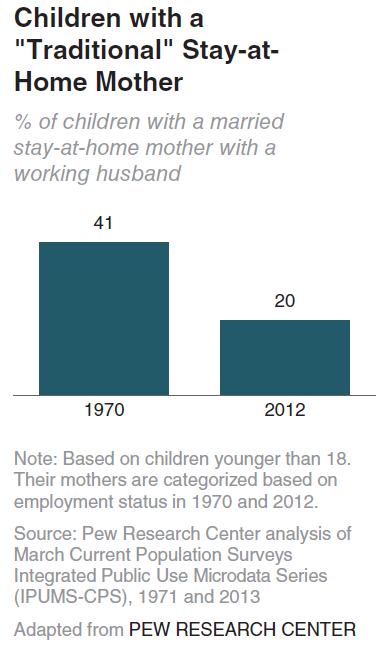 Children with a
"Traditional" Stay-at-
Home Mother
% of children with a married
stay-at-home mother with a
working husband
41
20
1970
2012
Note: Based on children younger than 18.
Their mothers are categorized based on
employment status in 1970 and 2012.
Source: Pew Research Center analysis of
March Current Population Surveys
Integrated Public Use Microdata Series
(IPUMS-CPS), 1971 and 2013
Adapted from PEW RESEARCH CENTER